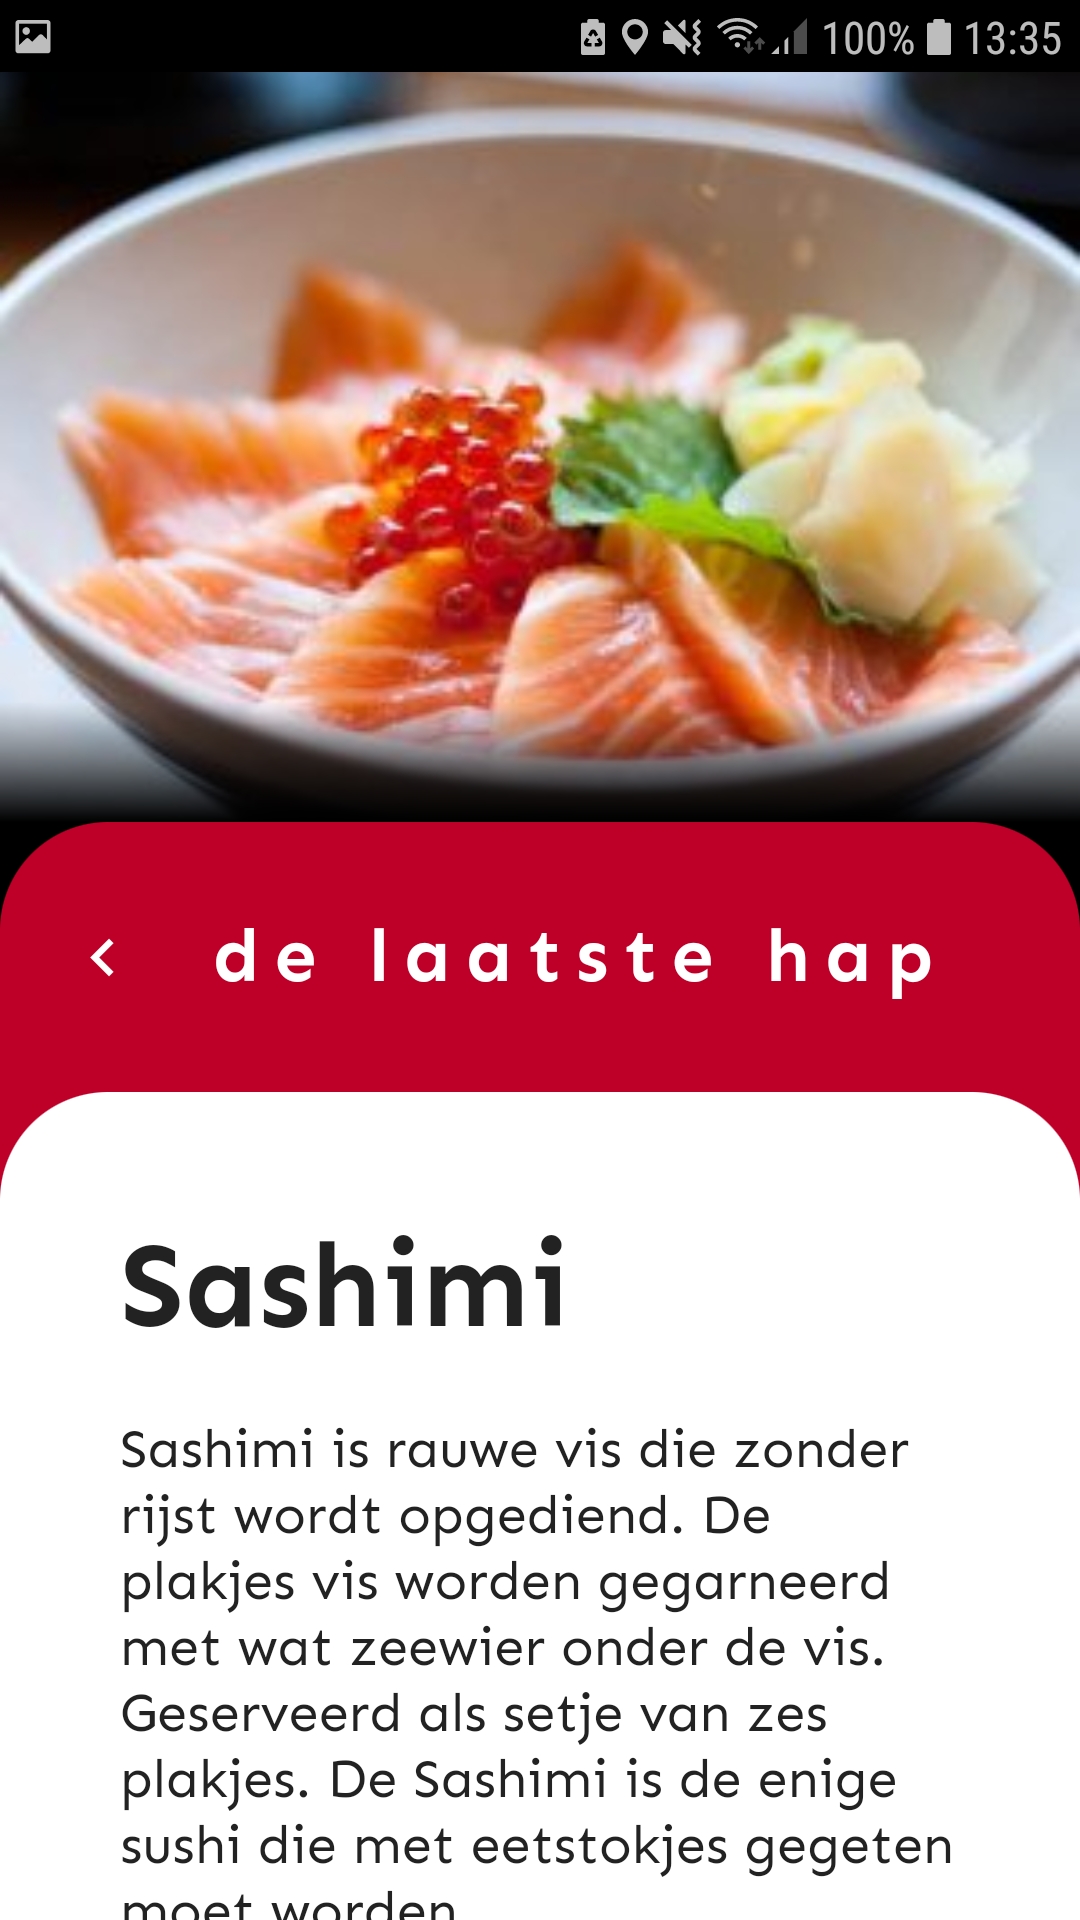 100% 13:35
de laatste hap
Sashimi
Sashimi is rauwe vis die zonder
rijst wordt opgediend. De
plakjes vis worden gegarneerd
met wat zeewier onder de vis.
Geserveerd als setje van zes
plakjes. De Sashimi is de enige
sushi die met eetstokjes gegeten
moet worden